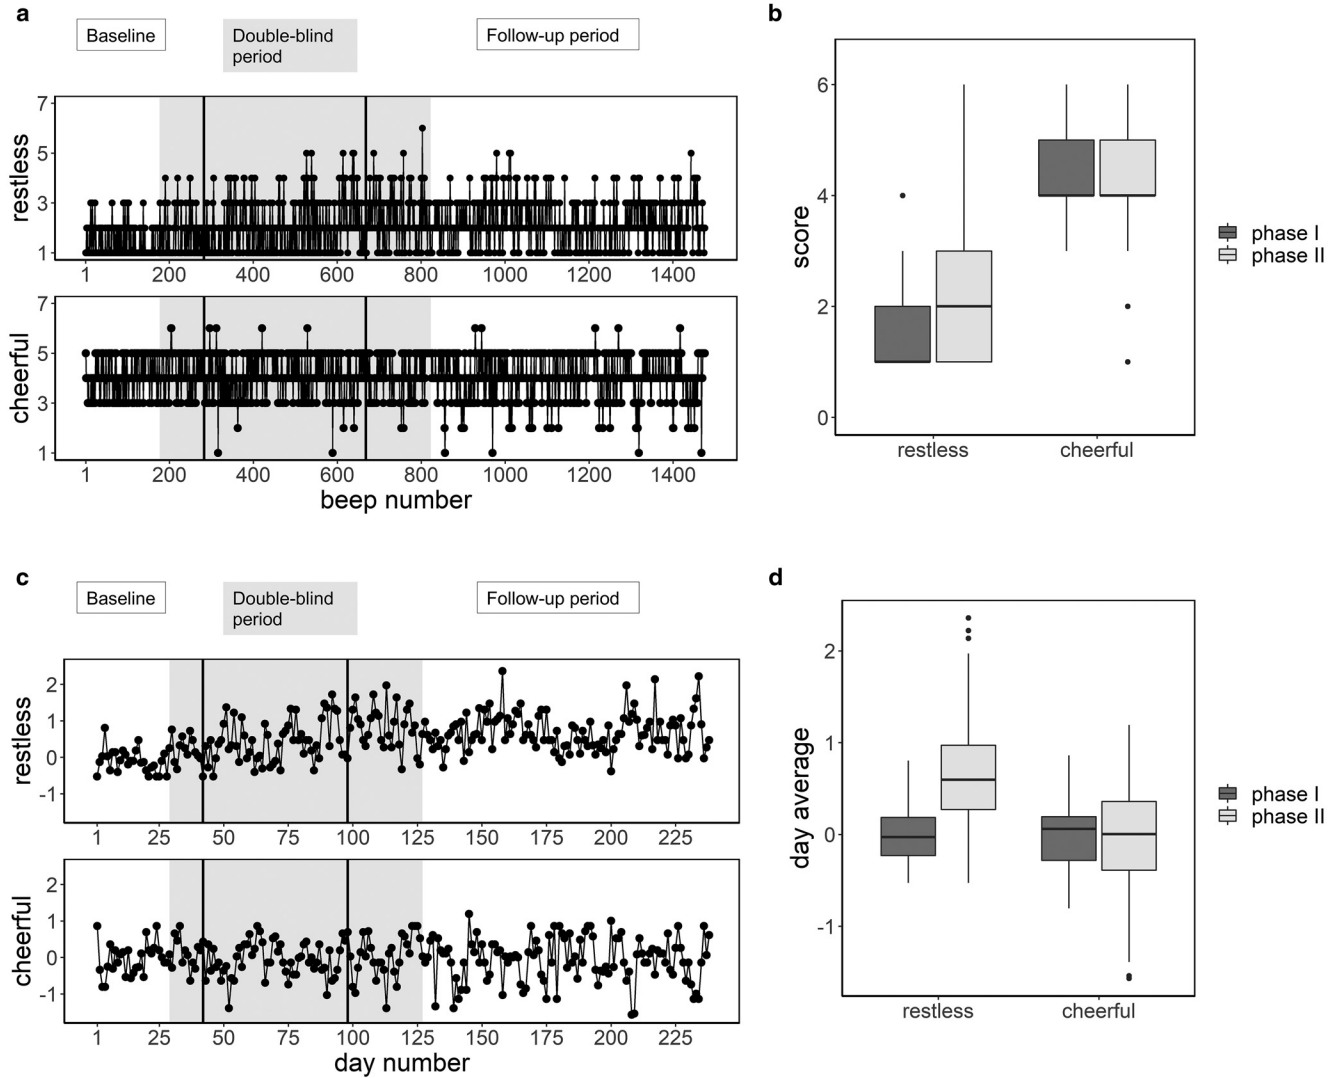 a
Baseline
Double-blind
period
Follow-up period
7
5
3
1
restless
1 200 400 600 800 1000 1200 1400
7
5
3
1
cheerful
1 200 400 600 800 1000 1200 1400
beep number
b
6
4
2
0
score
restless cheerful
phase I
phase II
c
Baseline
Double-blind
period
Follow-up period
2
1
0
-1
restless
1 25 50 75 100 125 150 175 200 225
2
1
0
-1
cheerful
1 25 50 75 100 125 150 175 200 225
day number
d
2
1
0
-1
day average
restless cheerful
phase I
phase II